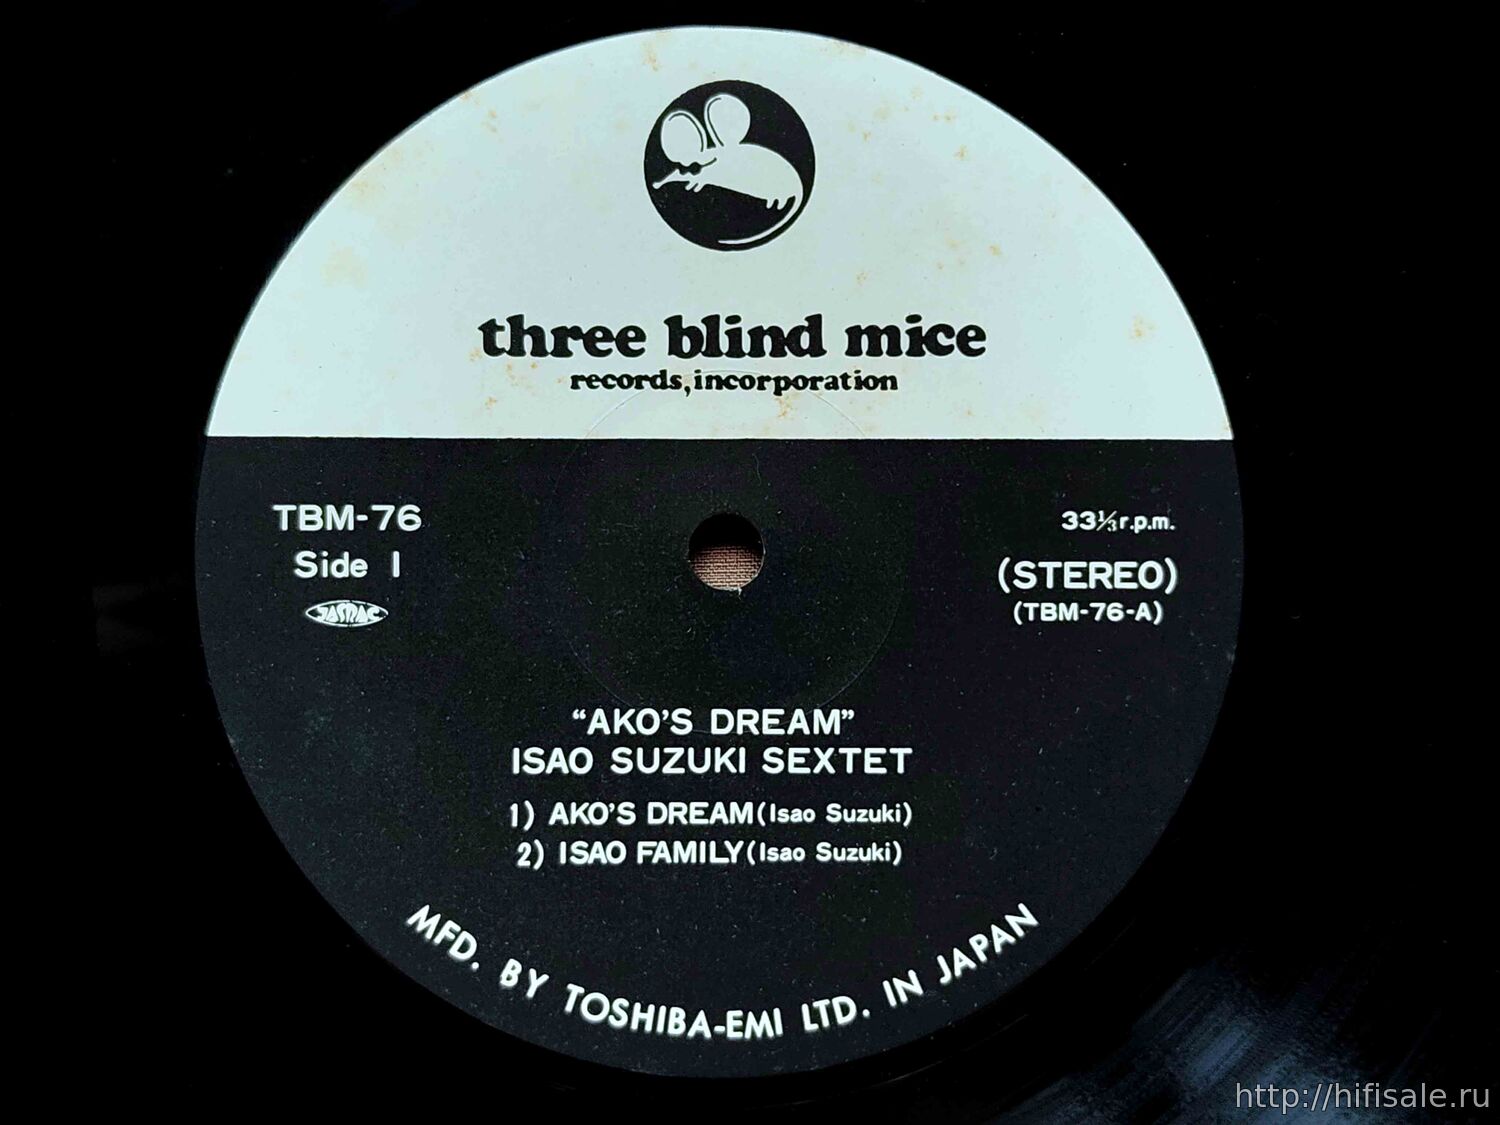 three blind mice
records, incorporation
TBM-76
Side 1
JASRAC
33⅓ r.p.m.
(STEREO)
(TBM-76-A)
“AKO’S DREAM”
ISAO SUZUKI SEXTET
1) AKO’S DREAM (Isao Suzuki)
2) ISAO FAMILY (Isao Suzuki)
MFD. BY TOSHIBA-EMI LTD. IN JAPAN
http://hifisale.ru